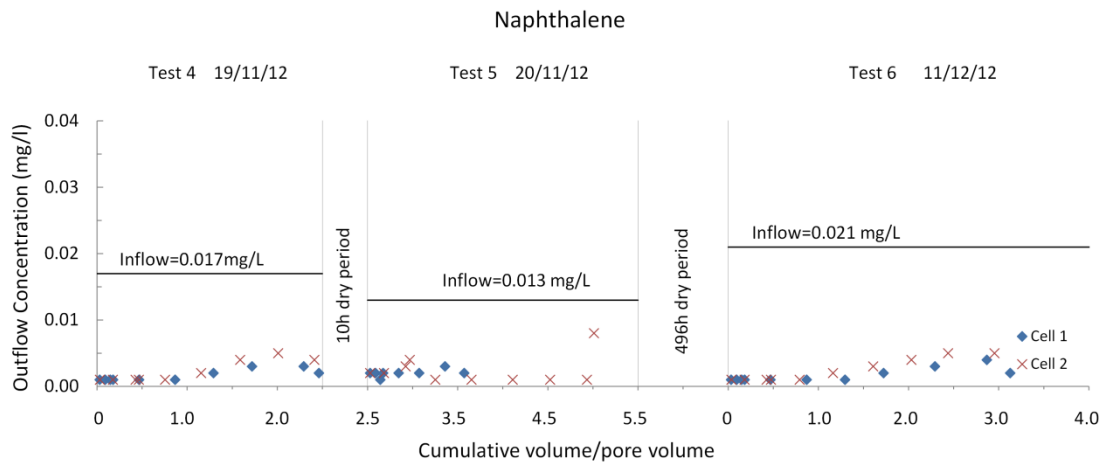 Naphthalene
Test 4 19/11/12
Test 5 20/11/12
Test 6 11/12/12
Outflow Concentration (mg/l)
0.04
0.03
0.02
0.01
0.00
Inflow=0.017mg/L
10h dry period
Inflow=0.013 mg/L
496h dry period
Inflow=0.021 mg/L
Cell 1
Cell 2
0 1.0 2.0 2.5 3.5 4.5 5.5 0.0 1.0 2.0 3.0 4.0
Cumulative volume/pore volume